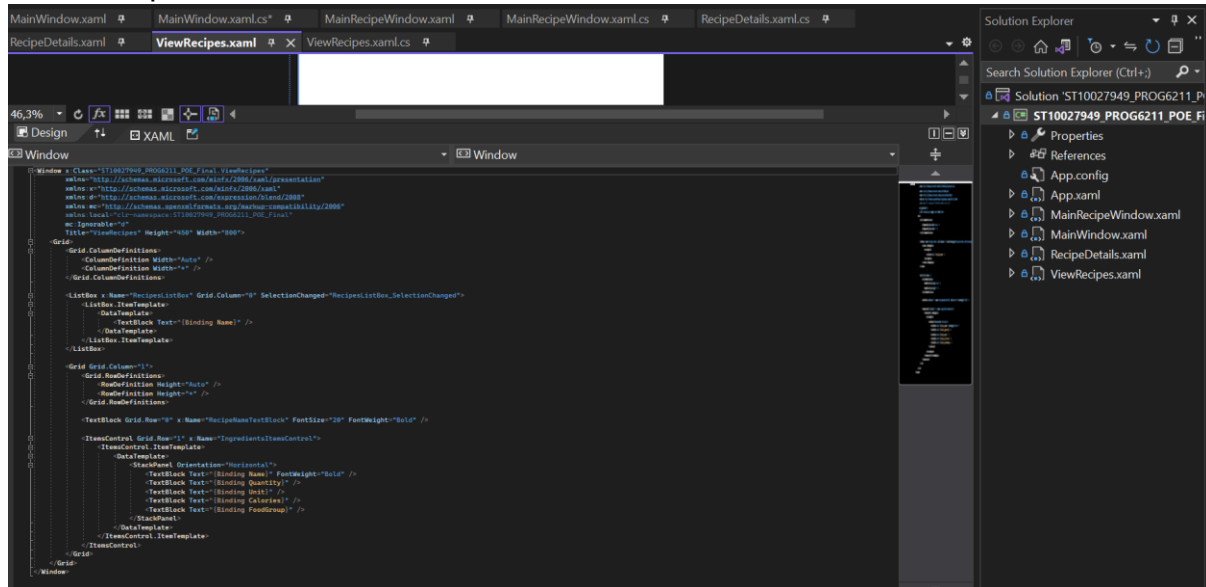 MainWindow.xaml MainWindow.xaml.cs* MainRecipeWindow.xaml MainRecipeWindow.xaml.cs RecipeDetails.xaml.cs
RecipeDetails.xaml ViewRecipes.xaml ViewRecipes.xaml.cs
46,3% fx
Design XAML
Window Window
<Window x:Class="ST10027949_PROG6211_POE_Final.ViewRecipes"
xmlns="http://schemas.microsoft.com/winfx/2006/xaml/presentation"
xmlns:x="http://schemas.microsoft.com/winfx/2006/xaml"
xmlns:d="http://schemas.microsoft.com/expression/blend/2008"
xmlns:mc="http://schemas.openxmlformats.org/markup-compatibility/2006"
xmlns:local="clr-namespace:ST10027949_PROG6211_POE_Final"
mc:Ignorable="d"
Title="ViewRecipes" Height="450" Width="800">
<Grid>
<Grid.ColumnDefinitions>
<ColumnDefinition Width="Auto" />
<ColumnDefinition Width="*" />
</Grid.ColumnDefinitions>
<ListBox x:Name="RecipesListBox" Grid.Column="0" SelectionChanged="RecipesListBox_SelectionChanged">
<ListBox.ItemTemplate>
<DataTemplate>
<TextBlock Text="{Binding Name}" />
</DataTemplate>
</ListBox.ItemTemplate>
</ListBox>
<Grid Grid.Column="1">
<Grid.RowDefinitions>
<RowDefinition Height="Auto" />
<RowDefinition Height="*" />
</Grid.RowDefinitions>
<TextBlock Grid.Row="0" x:Name="RecipeNameTextBlock" FontSize="20" FontWeight="Bold" />
<ItemsControl Grid.Row="1" x:Name="IngredientsItemsControl">
<ItemsControl.ItemTemplate>
<DataTemplate>
<StackPanel Orientation="Horizontal">
<TextBlock Text="{Binding Name}" FontWeight="Bold" />
<TextBlock Text="{Binding Quantity}" />
<TextBlock Text="{Binding Unit}" />
<TextBlock Text="{Binding Calories}" />
<TextBlock Text="{Binding FoodGroup}" />
</StackPanel>
</DataTemplate>
</ItemsControl.ItemTemplate>
</ItemsControl>
</Grid>
</Grid>
</Window>
Solution Explorer
Search Solution Explorer (Ctrl+;)
Solution 'ST10027949_PROG6211_P
ST10027949_PROG6211_POE_Fi
Properties
References
App.config
App.xaml
MainRecipeWindow.xaml
MainWindow.xaml
RecipeDetails.xaml
ViewRecipes.xaml